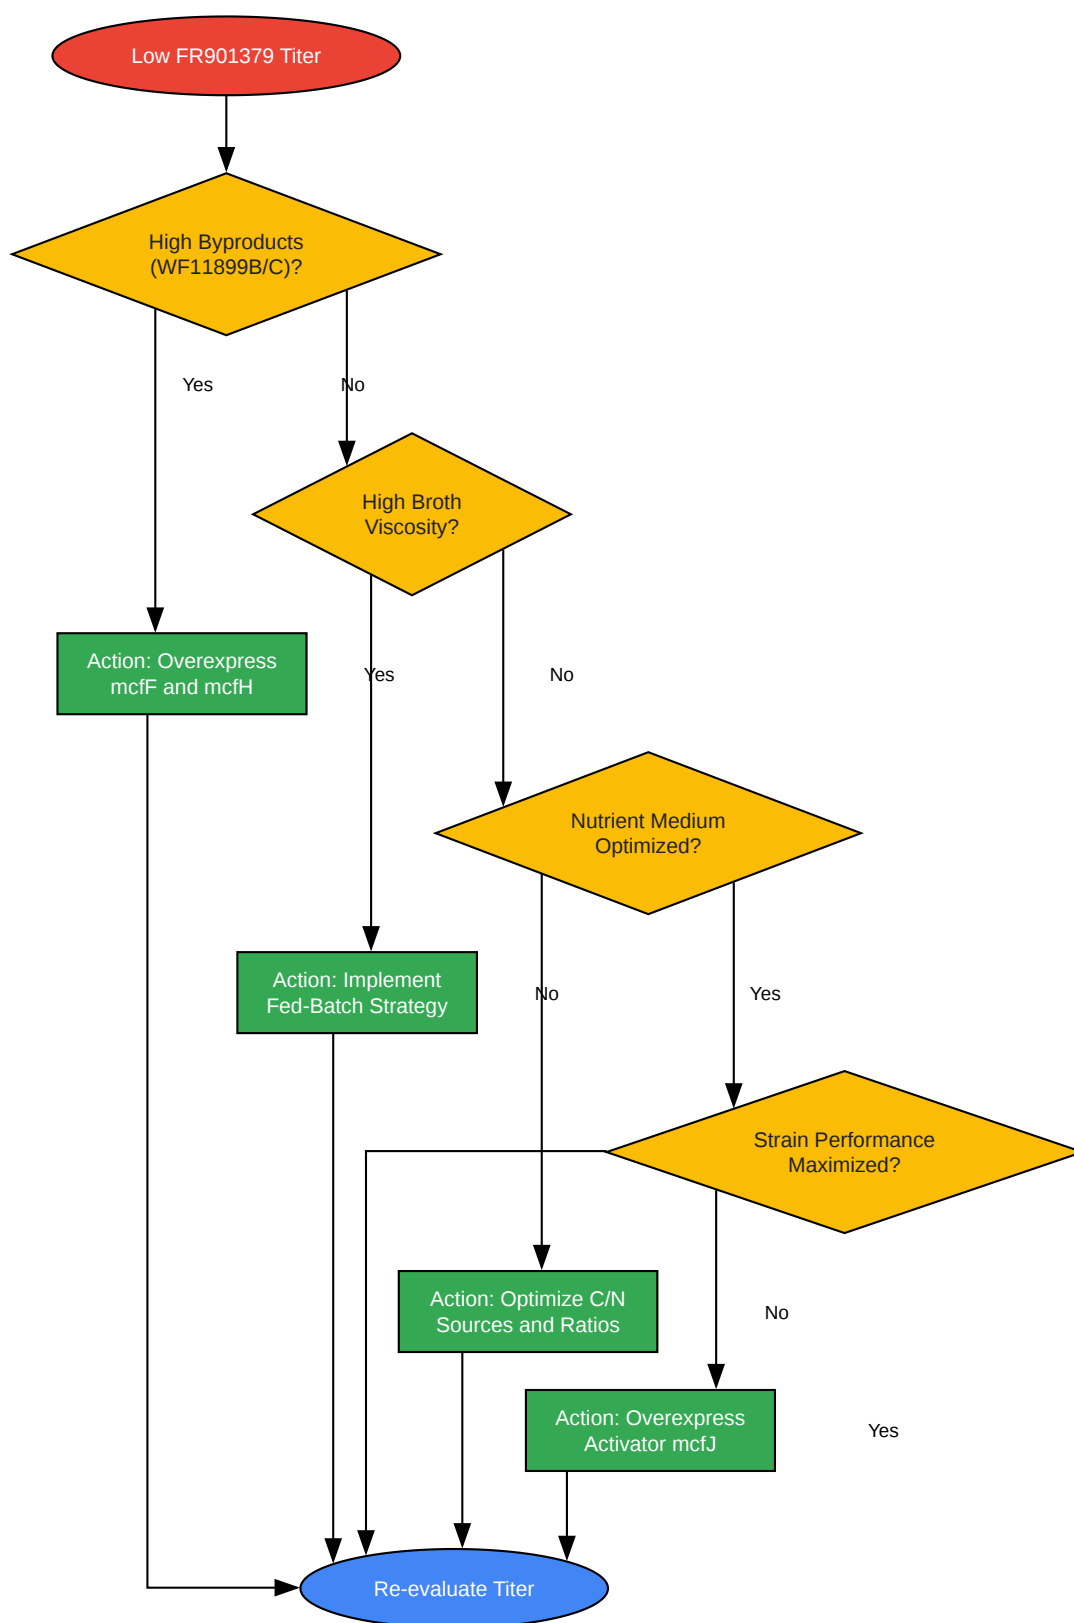 Low FR901379 Titer
High Byproducts
(WF11899B/C)?
Yes
No
High Broth
Viscosity?
Action: Overexpress
mcfF and mcfH
Yes
No
Nutrient Medium
Optimized?
Action: Implement
Fed-Batch Strategy
No
Yes
Strain Performance
Maximized?
Action: Optimize C/N
Sources and Ratios
No
Action: Overexpress
Activator mcfJ
Yes
Re-evaluate Titer